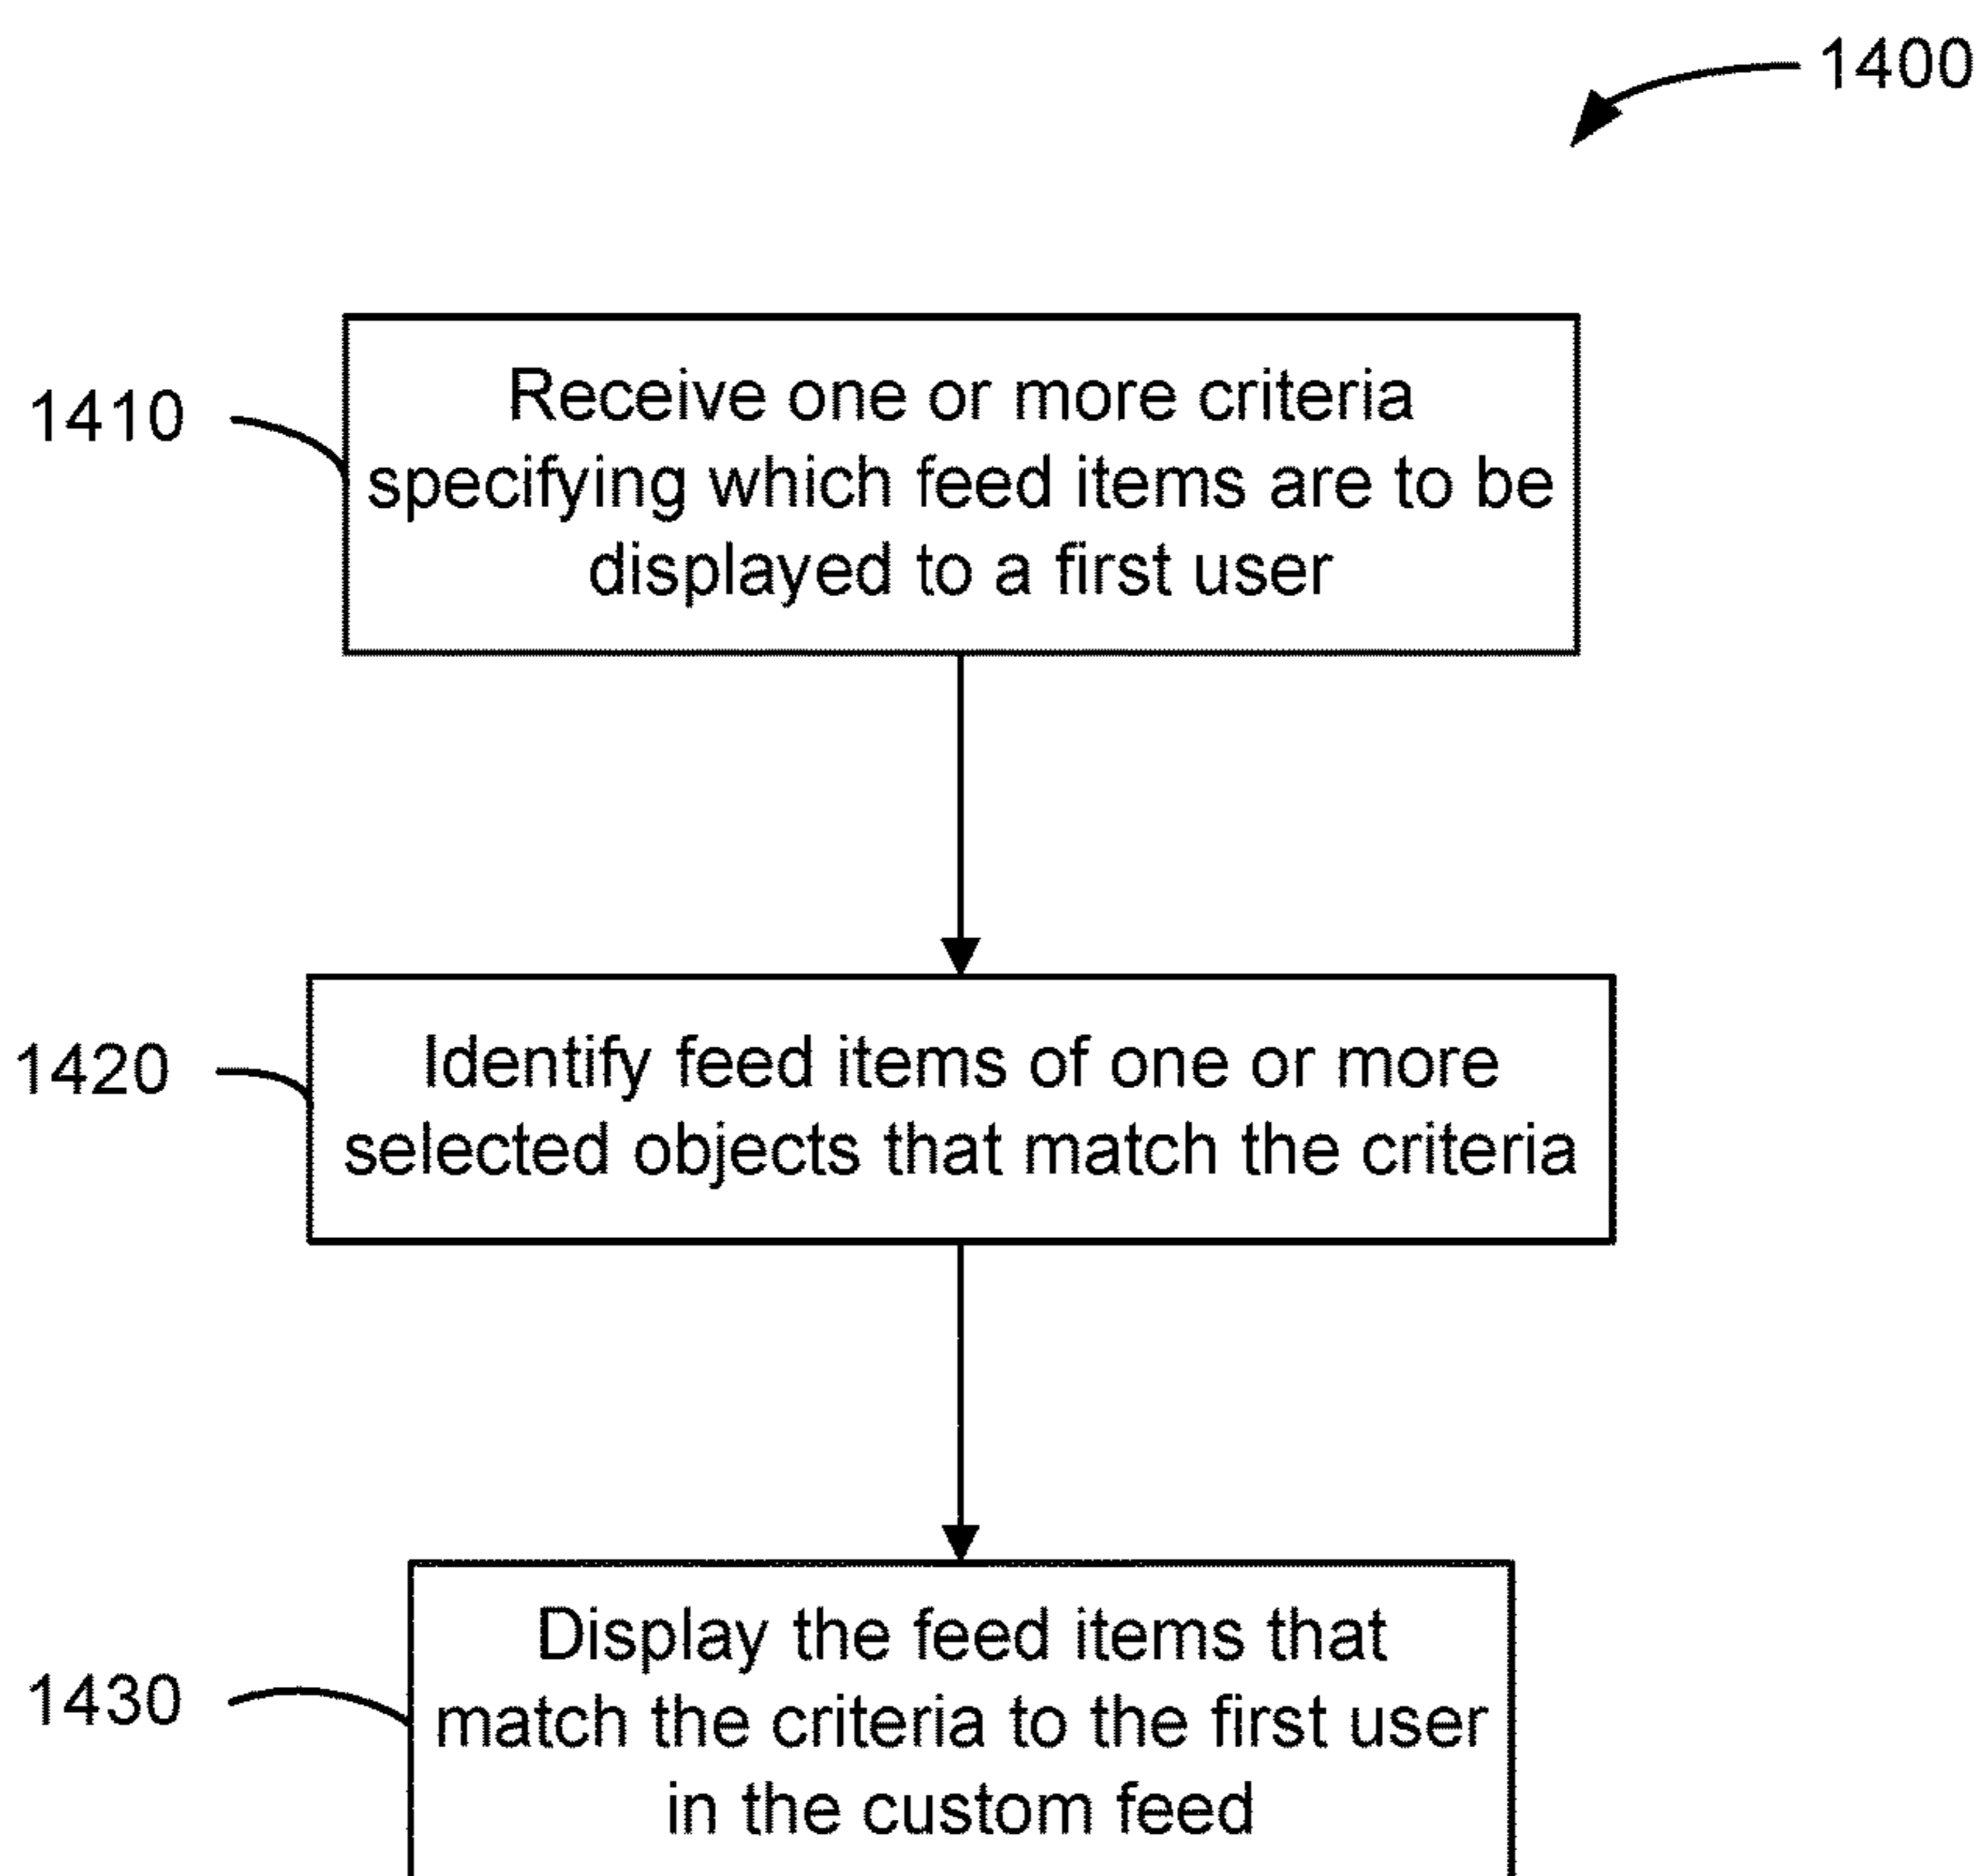 1400
1410
Receive one or more criteria
specifying which feed items are to be
displayed to a first user
1420
Identify feed items of one or more
selected objects that match the criteria
1430
Display the feed items that
match the criteria to the first user
in the custom feed